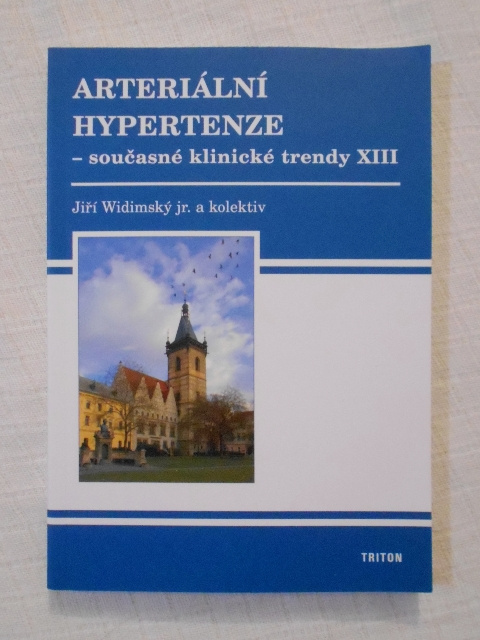 ARTERIÁLNÍ
HYPERTENZE
– současné klinické trendy XIII
Jiří Widimský jr. a kolektiv
TRITON